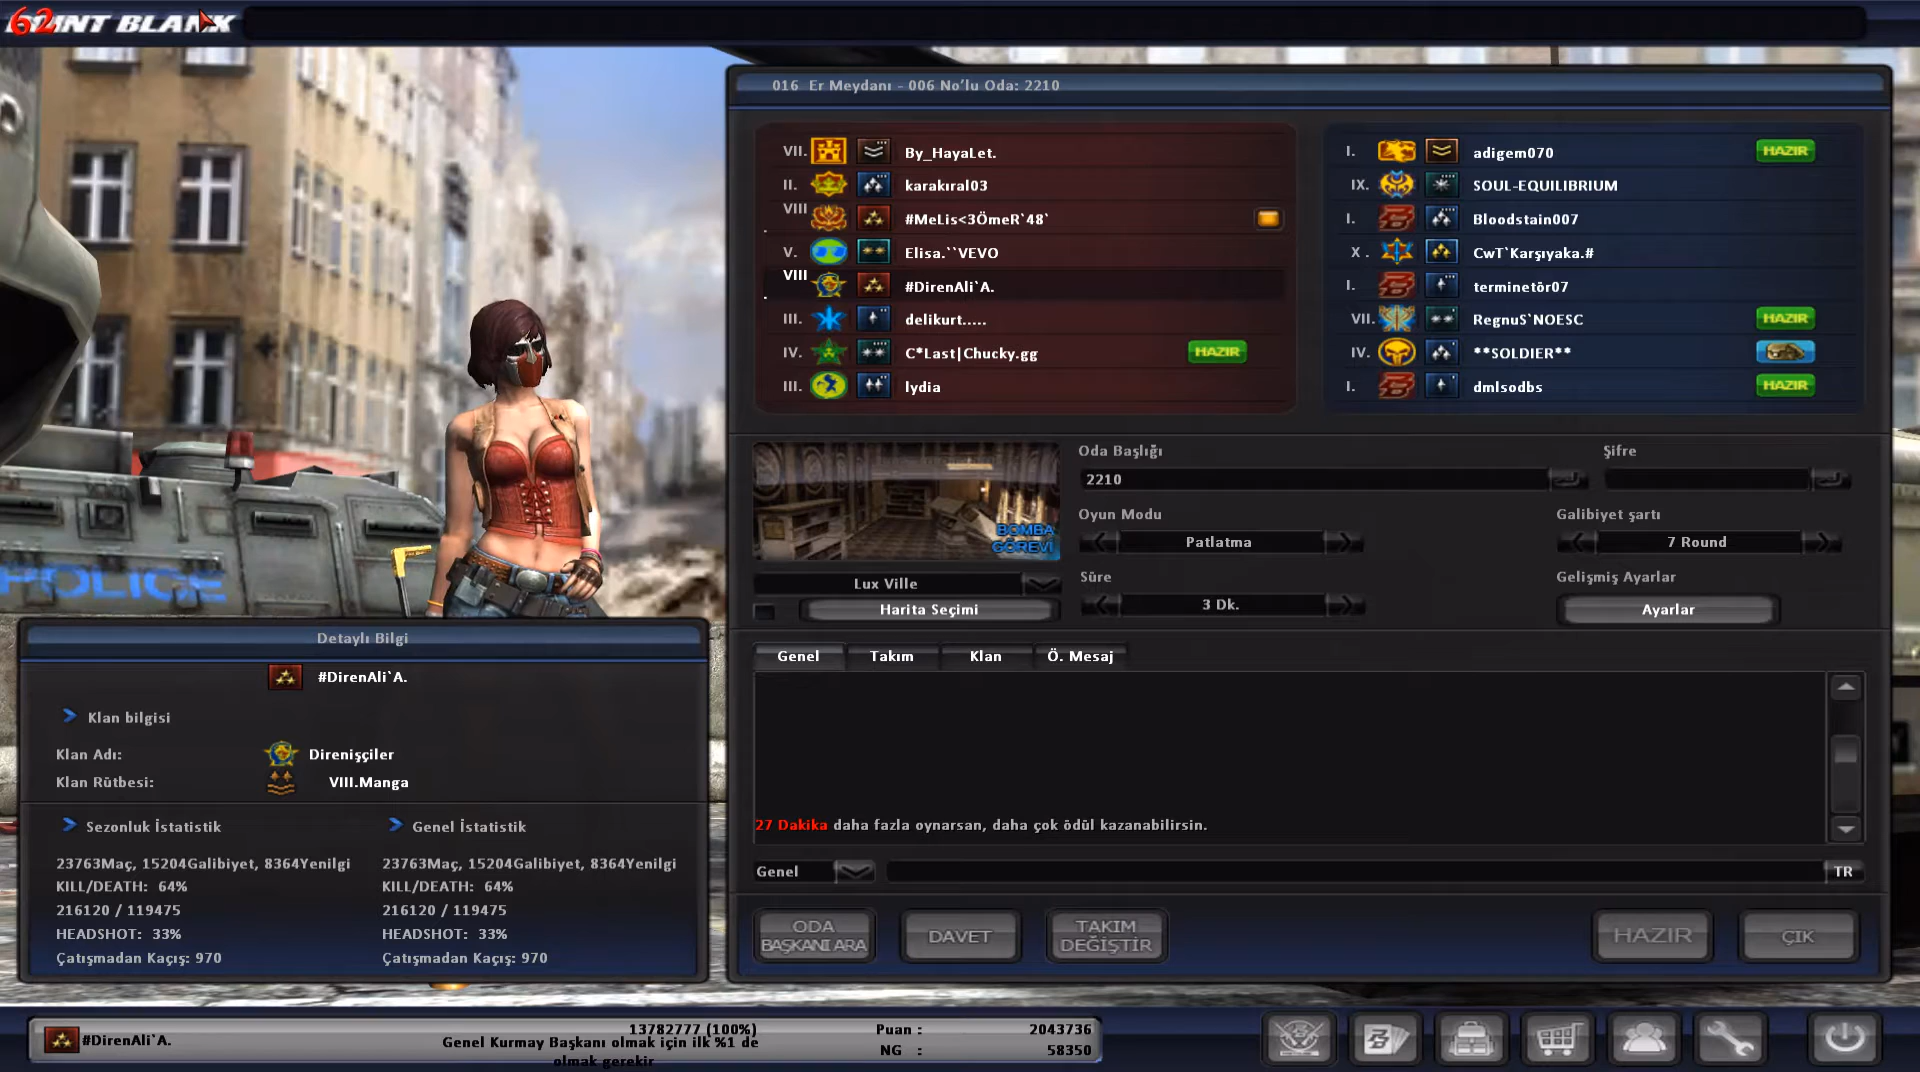 62
POINT BLANK
016 Er Meydanı - 006 No'lu Oda: 2210
VII. By_HayaLet.
II. karakıral03
VIII. #MeLis<3ÖmeR`48`
V. Elisa.``VEVO
VIII. #DirenAli`A.
III. delikurt.....
IV. C*Last|Chucky.gg HAZIR
III. lydia
I. adigem070 HAZIR
IX. SOUL-EQUILIBRIUM
I. Bloodstain007
X. CwT`Karşıyaka.#
I. terminetör07
VII. RegnuS`NOESC HAZIR
IV. **SOLDIER**
I. dmlsodbs HAZIR
BOMBA
GÖREVİ
Lux Ville
Harita Seçimi
Oda Başlığı
2210
Şifre
Oyun Modu
Patlatma
Galibiyet şartı
7 Round
Süre
3 Dk.
Gelişmiş Ayarlar
Ayarlar
Genel Takım Klan Ö. Mesaj
27 Dakika daha fazla oynarsan, daha çok ödül kazanabilirsin.
Genel
TR
ODA
BAŞKANI ARA
DAVET
TAKIM
DEĞİŞTİR
HAZIR
ÇIK
POLICE
Detaylı Bilgi
#DirenAli`A.
Klan bilgisi
Klan Adı: Direnişçiler
Klan Rütbesi: VIII.Manga
Sezonluk İstatistik
23763Maç, 15204Galibiyet, 8364Yenilgi
KILL/DEATH: 64%
216120 / 119475
HEADSHOT: 33%
Çatışmadan Kaçış: 970
Genel İstatistik
23763Maç, 15204Galibiyet, 8364Yenilgi
KILL/DEATH: 64%
216120 / 119475
HEADSHOT: 33%
Çatışmadan Kaçış: 970
#DirenAli`A.
13782777 (100%)
Genel Kurmay Başkanı olmak için ilk %1 de
olmak gerekir
Puan : 2043736
NG : 58350